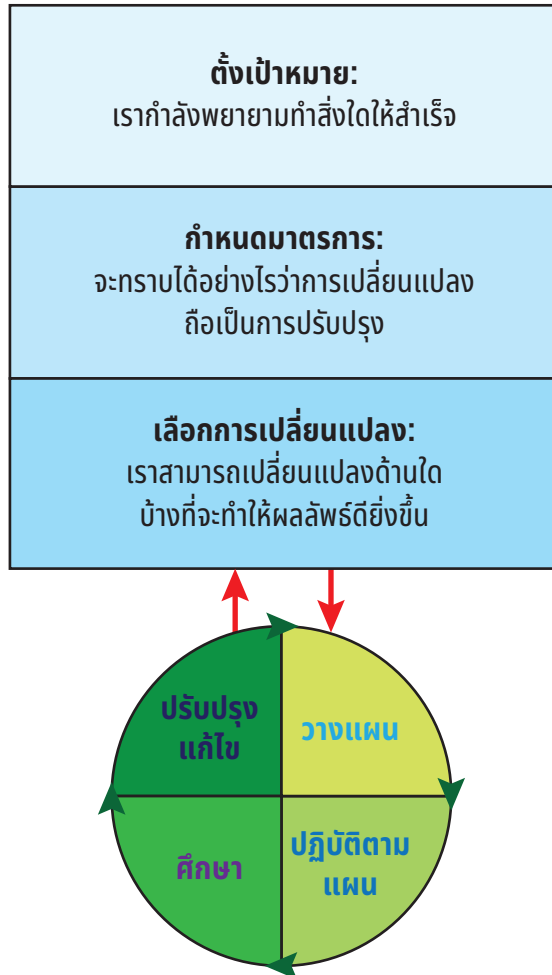 ตั้งเป้าหมาย:
เรากำลังพยายามทำสิ่งใดให้สำเร็จ
กำหนดมาตรการ:
จะทราบได้อย่างไรว่าการเปลี่ยนแปลง
ถือเป็นการปรับปรุง
เลือกการเปลี่ยนแปลง:
เราสามารถเปลี่ยนแปลงด้านใด
บ้างที่จะทำให้ผลลัพธ์ดียิ่งขึ้น
ปรับปรุง
แก้ไข
วางแผน
ศึกษา
ปฏิบัติตาม
แผน